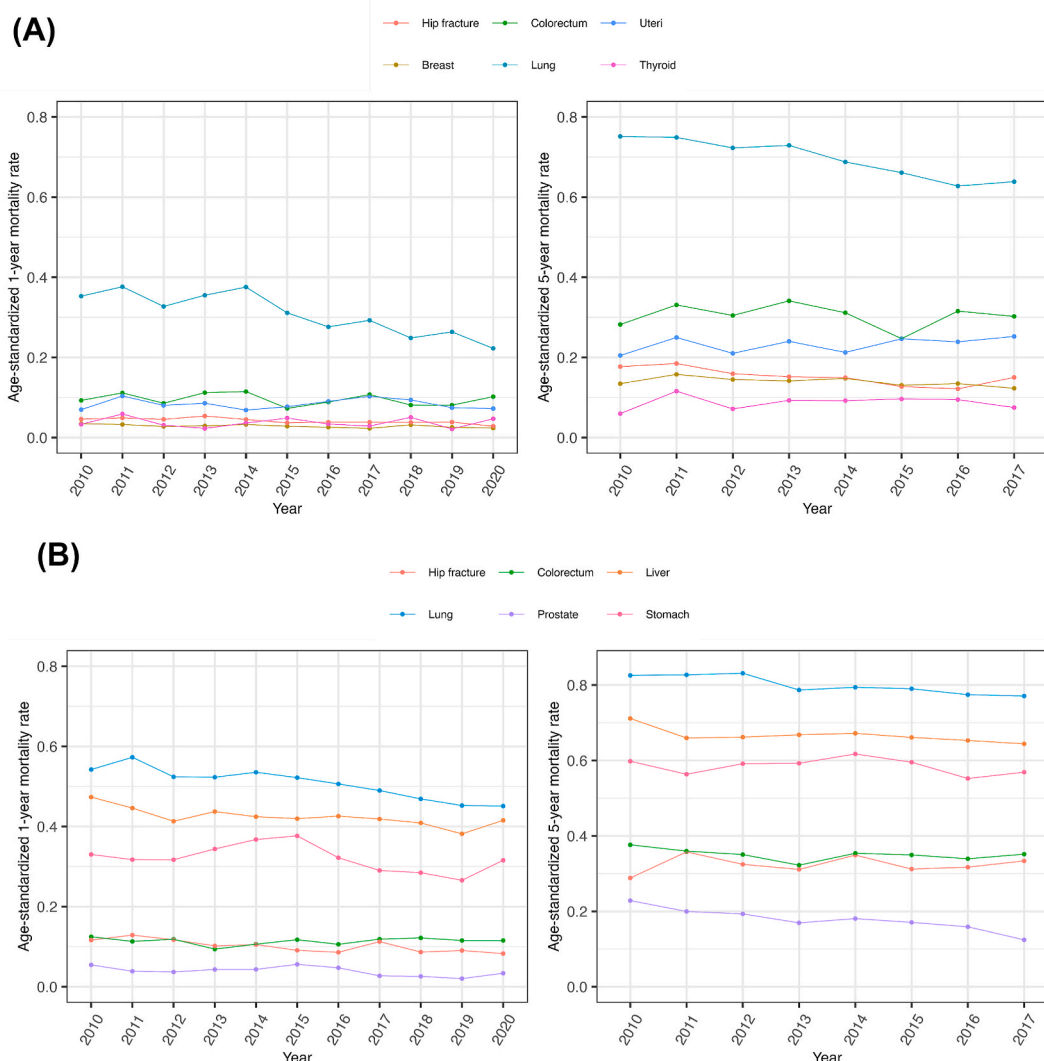 (A)
Hip fracture Colorectum Uteri
Breast Lung Thyroid
Age-standardized 1-year mortality rate
0.8
0.6
0.4
0.2
0.0
2010 2011 2012 2013 2014 2015 2016 2017 2018 2019 2020
Year
Age-standardized 5-year mortality rate
0.8
0.6
0.4
0.2
0.0
2010 2011 2012 2013 2014 2015 2016 2017
Year
(B)
Hip fracture Colorectum Liver
Lung Prostate Stomach
Age-standardized 1-year mortality rate
0.8
0.6
0.4
0.2
0.0
2010 2011 2012 2013 2014 2015 2016 2017 2018 2019 2020
Year
Age-standardized 5-year mortality rate
0.8
0.6
0.4
0.2
0.0
2010 2011 2012 2013 2014 2015 2016 2017
Year